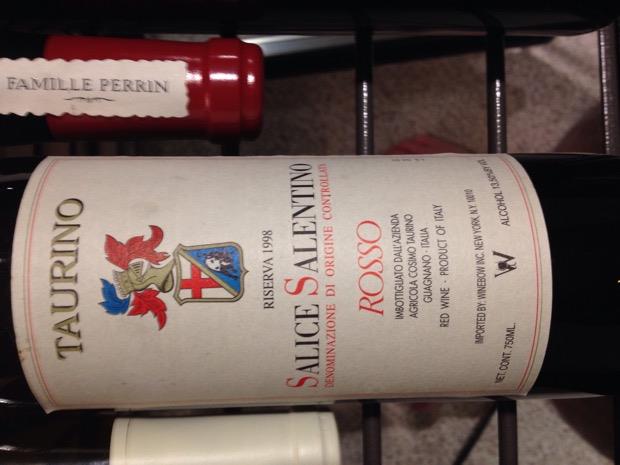 FAMILLE PERRIN
TAURINO
RISERVA 1998
SALICE SALENTINO
DENOMINAZIONE DI ORIGINE CONTROLLATA
ROSSO
IMBOTTIGLIATO DALL'AZIENDA
AGRICOLA COSIMO TAURINO
GUAGNANO - ITALIA
RED WINE - PRODUCT OF ITALY
IMPORTED BY: WINEBOW INC. NEW YORK, N.Y. 10010
NET. CONT. 750ML.
ALCOHOL 13,50% BY VOL.